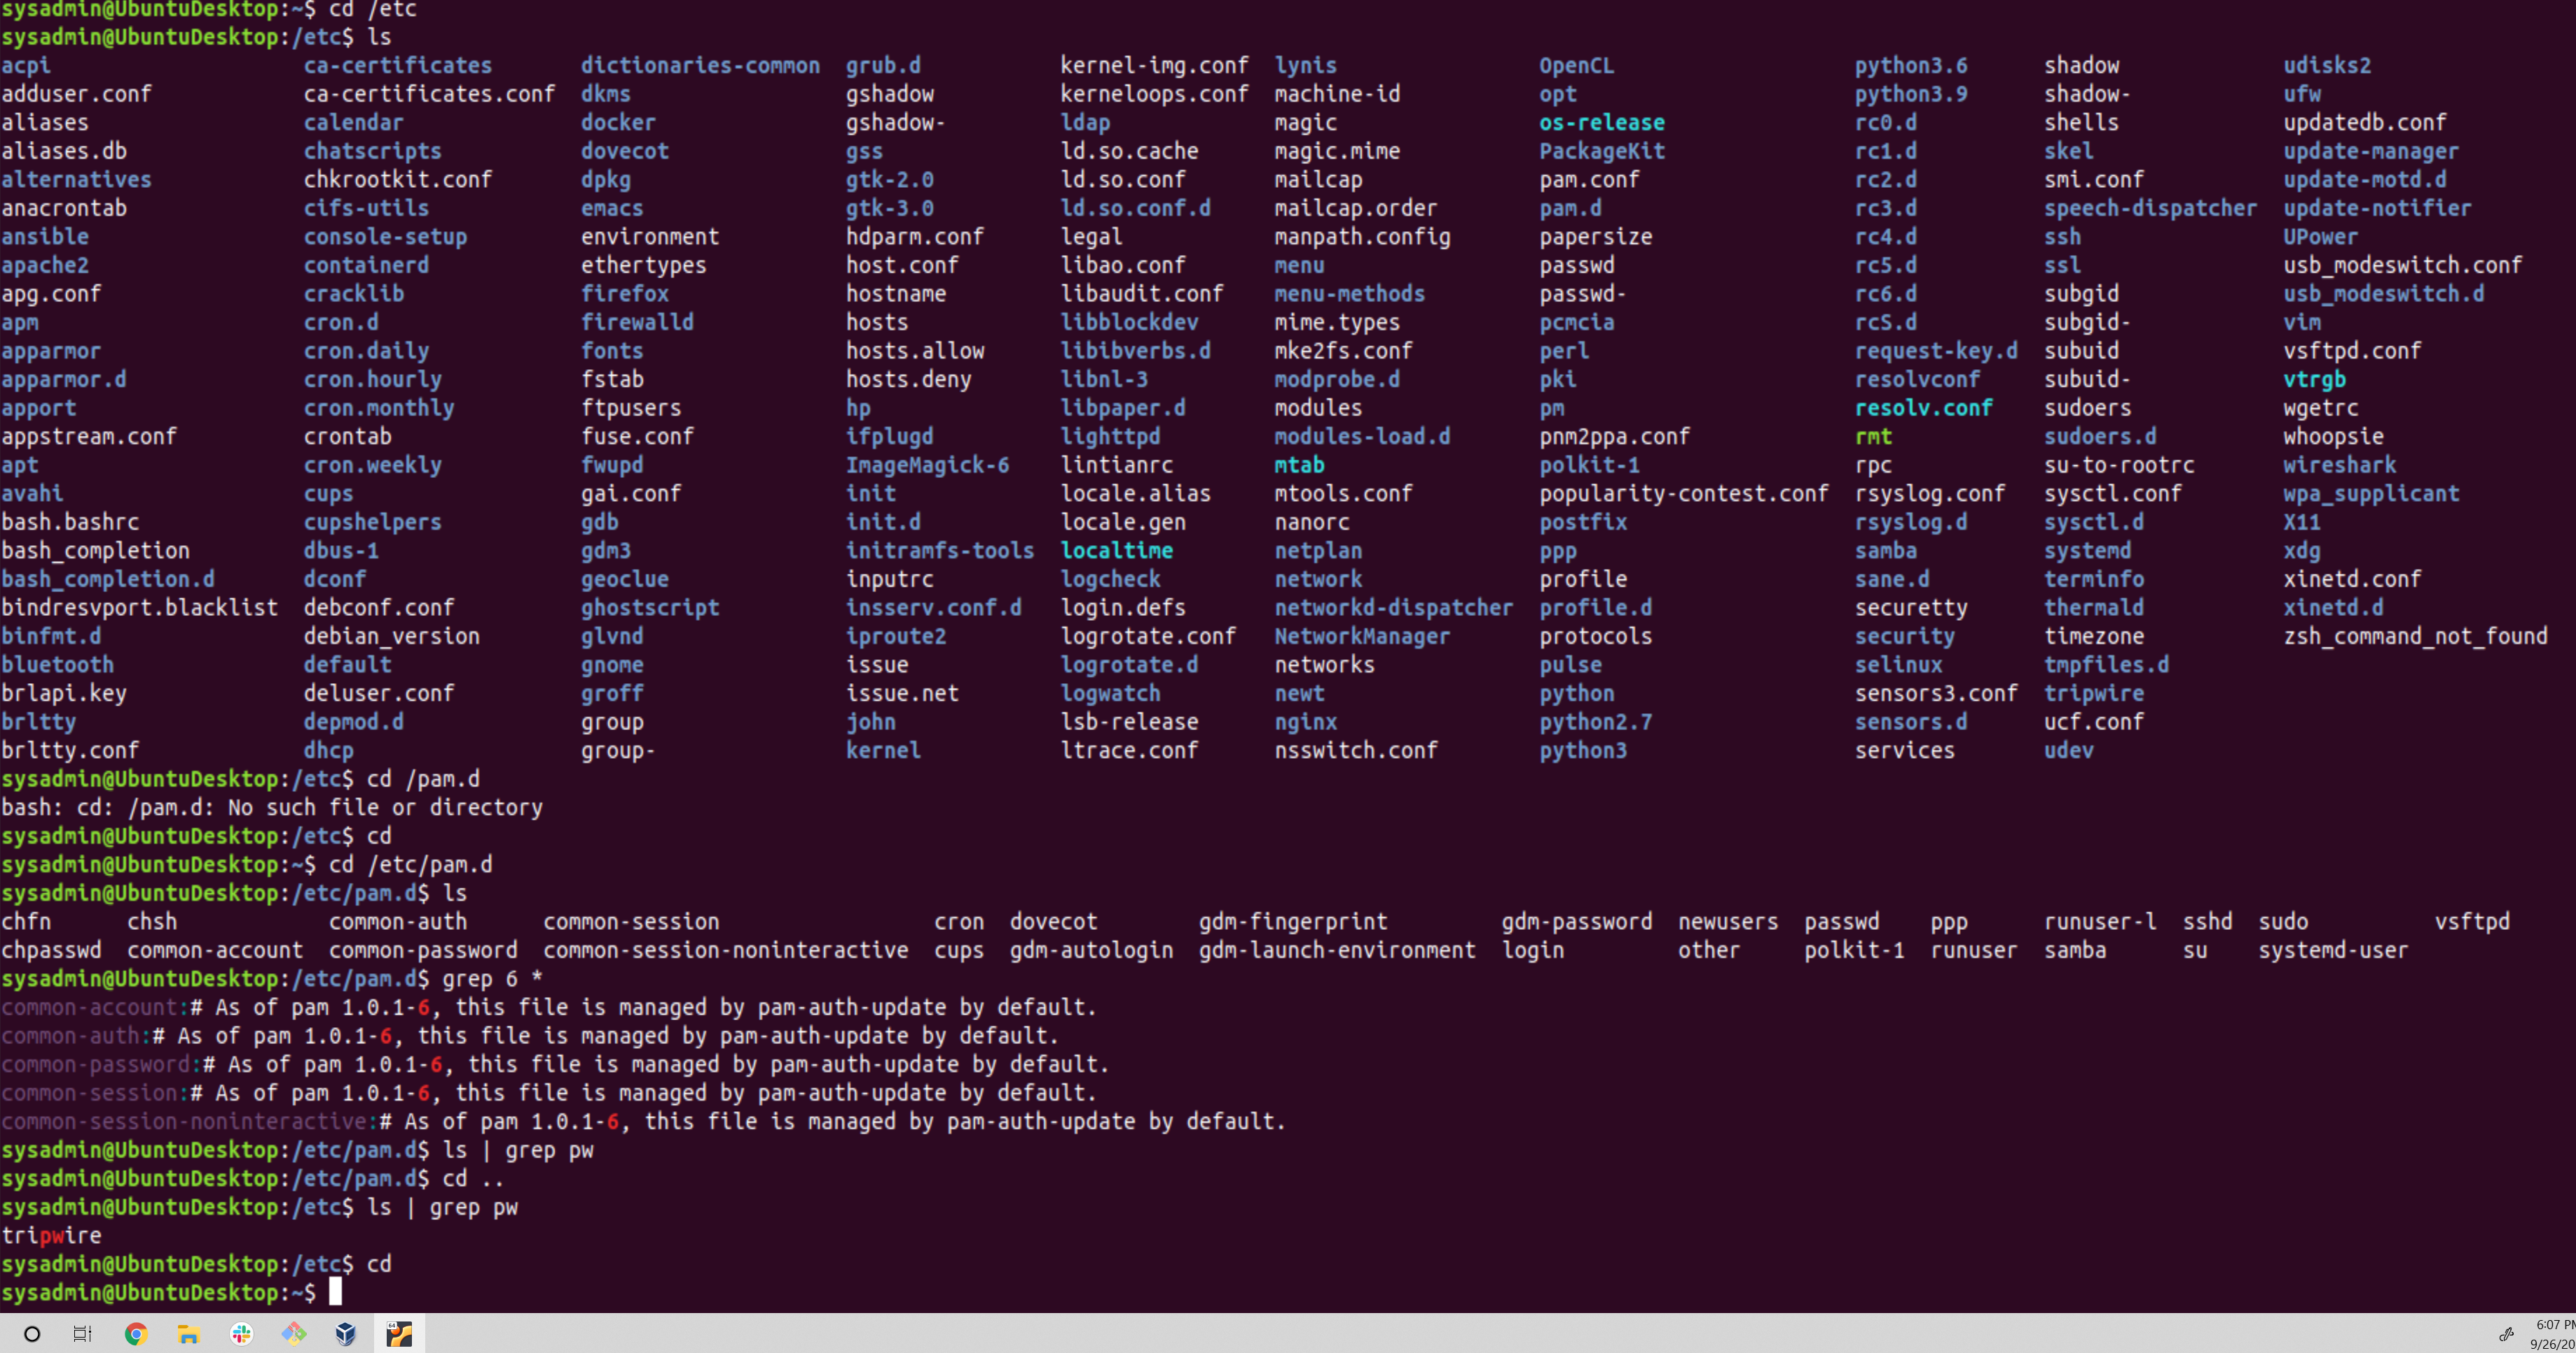 sysadmin@UbuntuDesktop:~$ cd /etc
sysadmin@UbuntuDesktop:/etc$ ls
acpi ca-certificates dictionaries-common grub.d kernel-img.conf lynis OpenCL python3.6 shadow udisks2
adduser.conf ca-certificates.conf dkms gshadow kerneloops.conf machine-id opt python3.9 shadow- ufw
aliases calendar docker gshadow- ldap magic os-release rc0.d shells updatedb.conf
aliases.db chatscripts dovecot gss ld.so.cache magic.mime PackageKit rc1.d skel update-manager
alternatives chkrootkit.conf dpkg gtk-2.0 ld.so.conf mailcap pam.conf rc2.d smi.conf update-motd.d
anacrontab cifs-utils emacs gtk-3.0 ld.so.conf.d mailcap.order pam.d rc3.d speech-dispatcher update-notifier
ansible console-setup environment hdparm.conf legal manpath.config papersize rc4.d ssh UPower
apache2 containerd ethertypes host.conf libao.conf menu passwd rc5.d ssl usb_modeswitch.conf
apg.conf cracklib firefox hostname libaudit.conf menu-methods passwd- rc6.d subgid usb_modeswitch.d
apm cron.d firewalld hosts libblockdev mime.types pcmcia rcS.d subgid- vim
apparmor cron.daily fonts hosts.allow libibverbs.d mke2fs.conf perl request-key.d subuid vsftpd.conf
apparmor.d cron.hourly fstab hosts.deny libnl-3 modprobe.d pki resolvconf subuid- vtrgb
apport cron.monthly ftpusers hp libpaper.d modules pm resolv.conf sudoers wgetrc
appstream.conf crontab fuse.conf ifplugd lighttpd modules-load.d pnm2ppa.conf rmt sudoers.d whoopsie
apt cron.weekly fwupd ImageMagick-6 lintianrc mtab polkit-1 rpc su-to-rootrc wireshark
avahi cups gai.conf init locale.alias mtools.conf popularity-contest.conf rsyslog.conf sysctl.conf wpa_supplicant
bash.bashrc cupshelpers gdb init.d locale.gen nanorc postfix rsyslog.d sysctl.d X11
bash_completion dbus-1 gdm3 initramfs-tools localtime netplan ppp samba systemd xdg
bash_completion.d dconf geoclue inputrc logcheck network profile sane.d terminfo xinetd.conf
bindresvport.blacklist debconf.conf ghostscript insserv.conf.d login.defs networkd-dispatcher profile.d securetty thermald xinetd.d
binfmt.d debian_version glvnd iproute2 logrotate.conf NetworkManager protocols security timezone zsh_command_not_found
bluetooth default gnome issue logrotate.d networks pulse selinux tmpfiles.d
brlapi.key deluser.conf groff issue.net logwatch newt python sensors3.conf tripwire
brltty depmod.d group john lsb-release nginx python2.7 sensors.d ucf.conf
brltty.conf dhcp group- kernel ltrace.conf nsswitch.conf python3 services udev
sysadmin@UbuntuDesktop:/etc$ cd /pam.d
bash: cd: /pam.d: No such file or directory
sysadmin@UbuntuDesktop:/etc$ cd
sysadmin@UbuntuDesktop:~$ cd /etc/pam.d
sysadmin@UbuntuDesktop:/etc/pam.d$ ls
chfn chsh common-auth common-session cron dovecot gdm-fingerprint gdm-password newusers passwd ppp runuser-l sshd sudo vsftpd
chpasswd common-account common-password common-session-noninteractive cups gdm-autologin gdm-launch-environment login other polkit-1 runuser samba su systemd-user
sysadmin@UbuntuDesktop:/etc/pam.d$ grep 6 *
common-account:# As of pam 1.0.1-6, this file is managed by pam-auth-update by default.
common-auth:# As of pam 1.0.1-6, this file is managed by pam-auth-update by default.
common-password:# As of pam 1.0.1-6, this file is managed by pam-auth-update by default.
common-session:# As of pam 1.0.1-6, this file is managed by pam-auth-update by default.
common-session-noninteractive:# As of pam 1.0.1-6, this file is managed by pam-auth-update by default.
sysadmin@UbuntuDesktop:/etc/pam.d$ ls | grep pw
sysadmin@UbuntuDesktop:/etc/pam.d$ cd ..
sysadmin@UbuntuDesktop:/etc$ ls | grep pw
tripwire
sysadmin@UbuntuDesktop:/etc$ cd
sysadmin@UbuntuDesktop:~$
64
6:07 PM
9/26/20